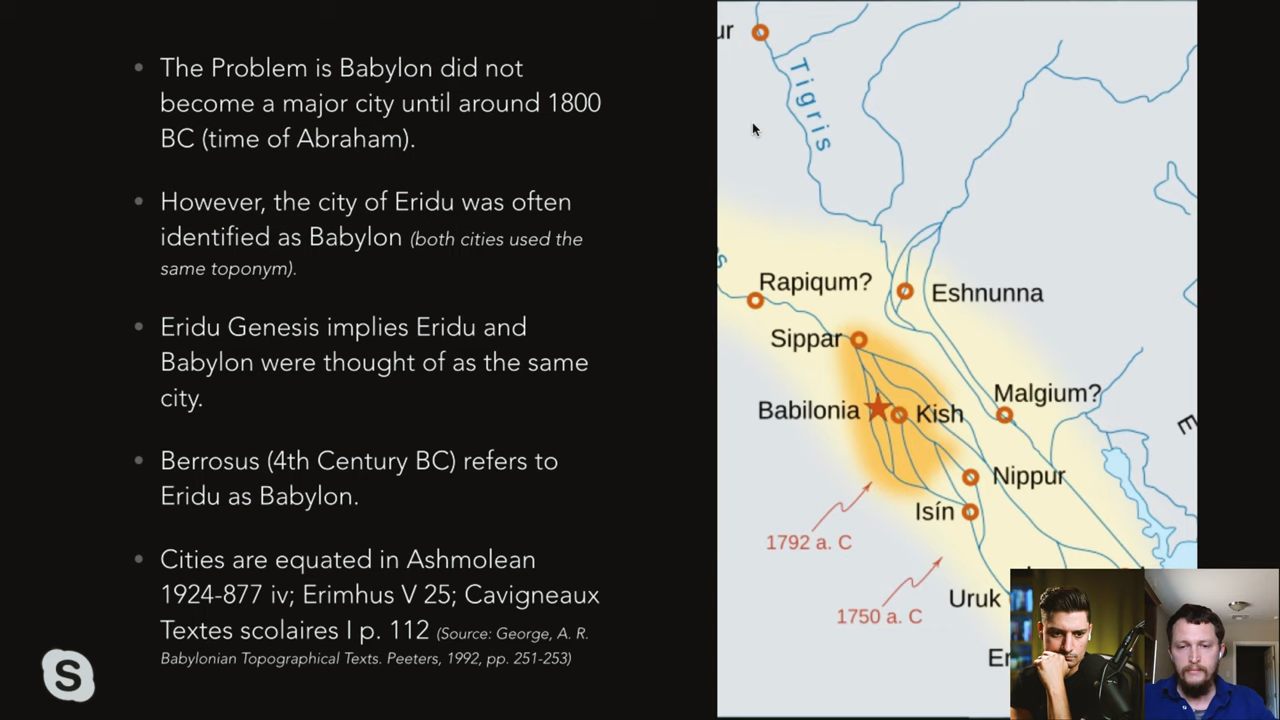 The Problem is Babylon did not
become a major city until around 1800
BC (time of Abraham).
However, the city of Eridu was often
identified as Babylon (both cities used the
same toponym).
Eridu Genesis implies Eridu and
Babylon were thought of as the same
city.
Berrosus (4th Century BC) refers to
Eridu as Babylon.
Cities are equated in Ashmolean
1924-877 iv; Erimhus V 25; Cavigneaux
Textes scolaires I p. 112 (Source: George, A. R.
Babylonian Topographical Texts. Peeters, 1992, pp. 251-253)
S
ur
Tigris
s
Rapiqum?
Eshnunna
Sippar
Malgium?
Babilonia
Kish
E
Nippur
Isín
1792 a. C
1750 a. C
Uruk
Er